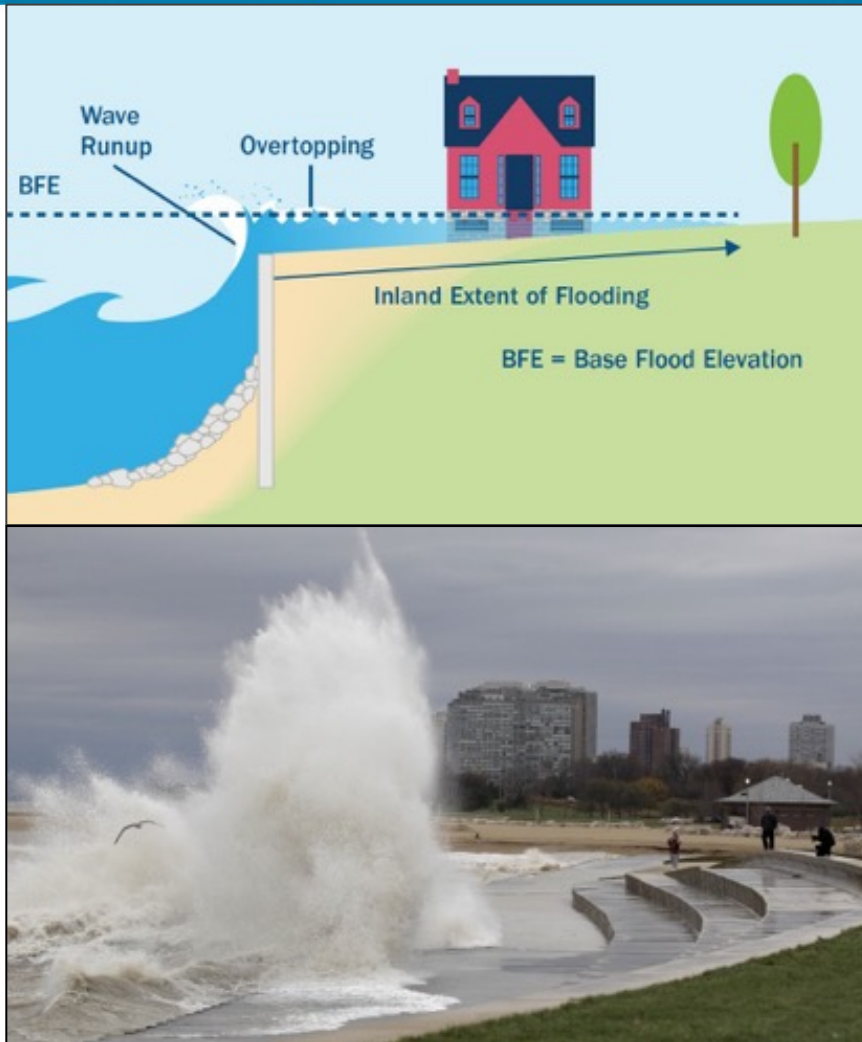 Wave
Runup
Overtopping
BFE
Inland Extent of Flooding
BFE = Base Flood Elevation